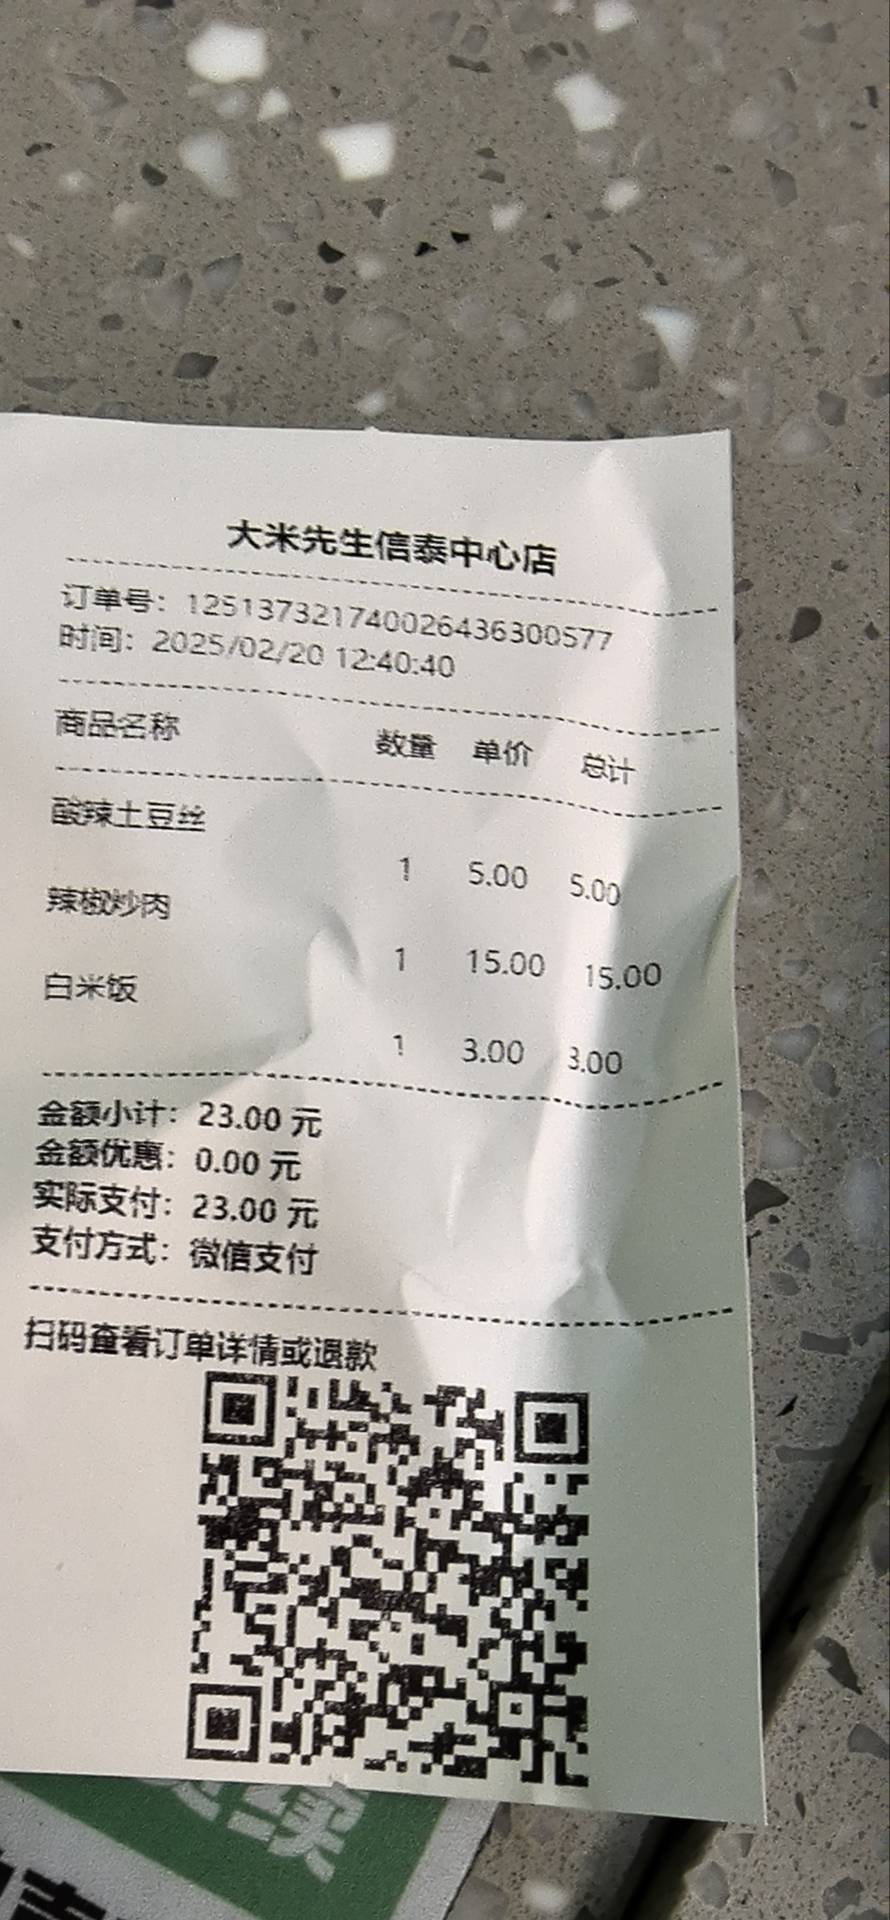 大米先生信泰中心店
订单号：12513732174002643630​0577
时间：2025/02/20 12:40:40
商品名称 数量 单价 总计
酸辣土豆丝
1 5.00 5.00
辣椒炒肉
1 15.00 15.00
白米饭
1 3.00 3.00
金额小计：23.00 元
金额优惠：0.00 元
实际支付：23.00 元
支付方式：微信支付
扫码查看订单详情或退款